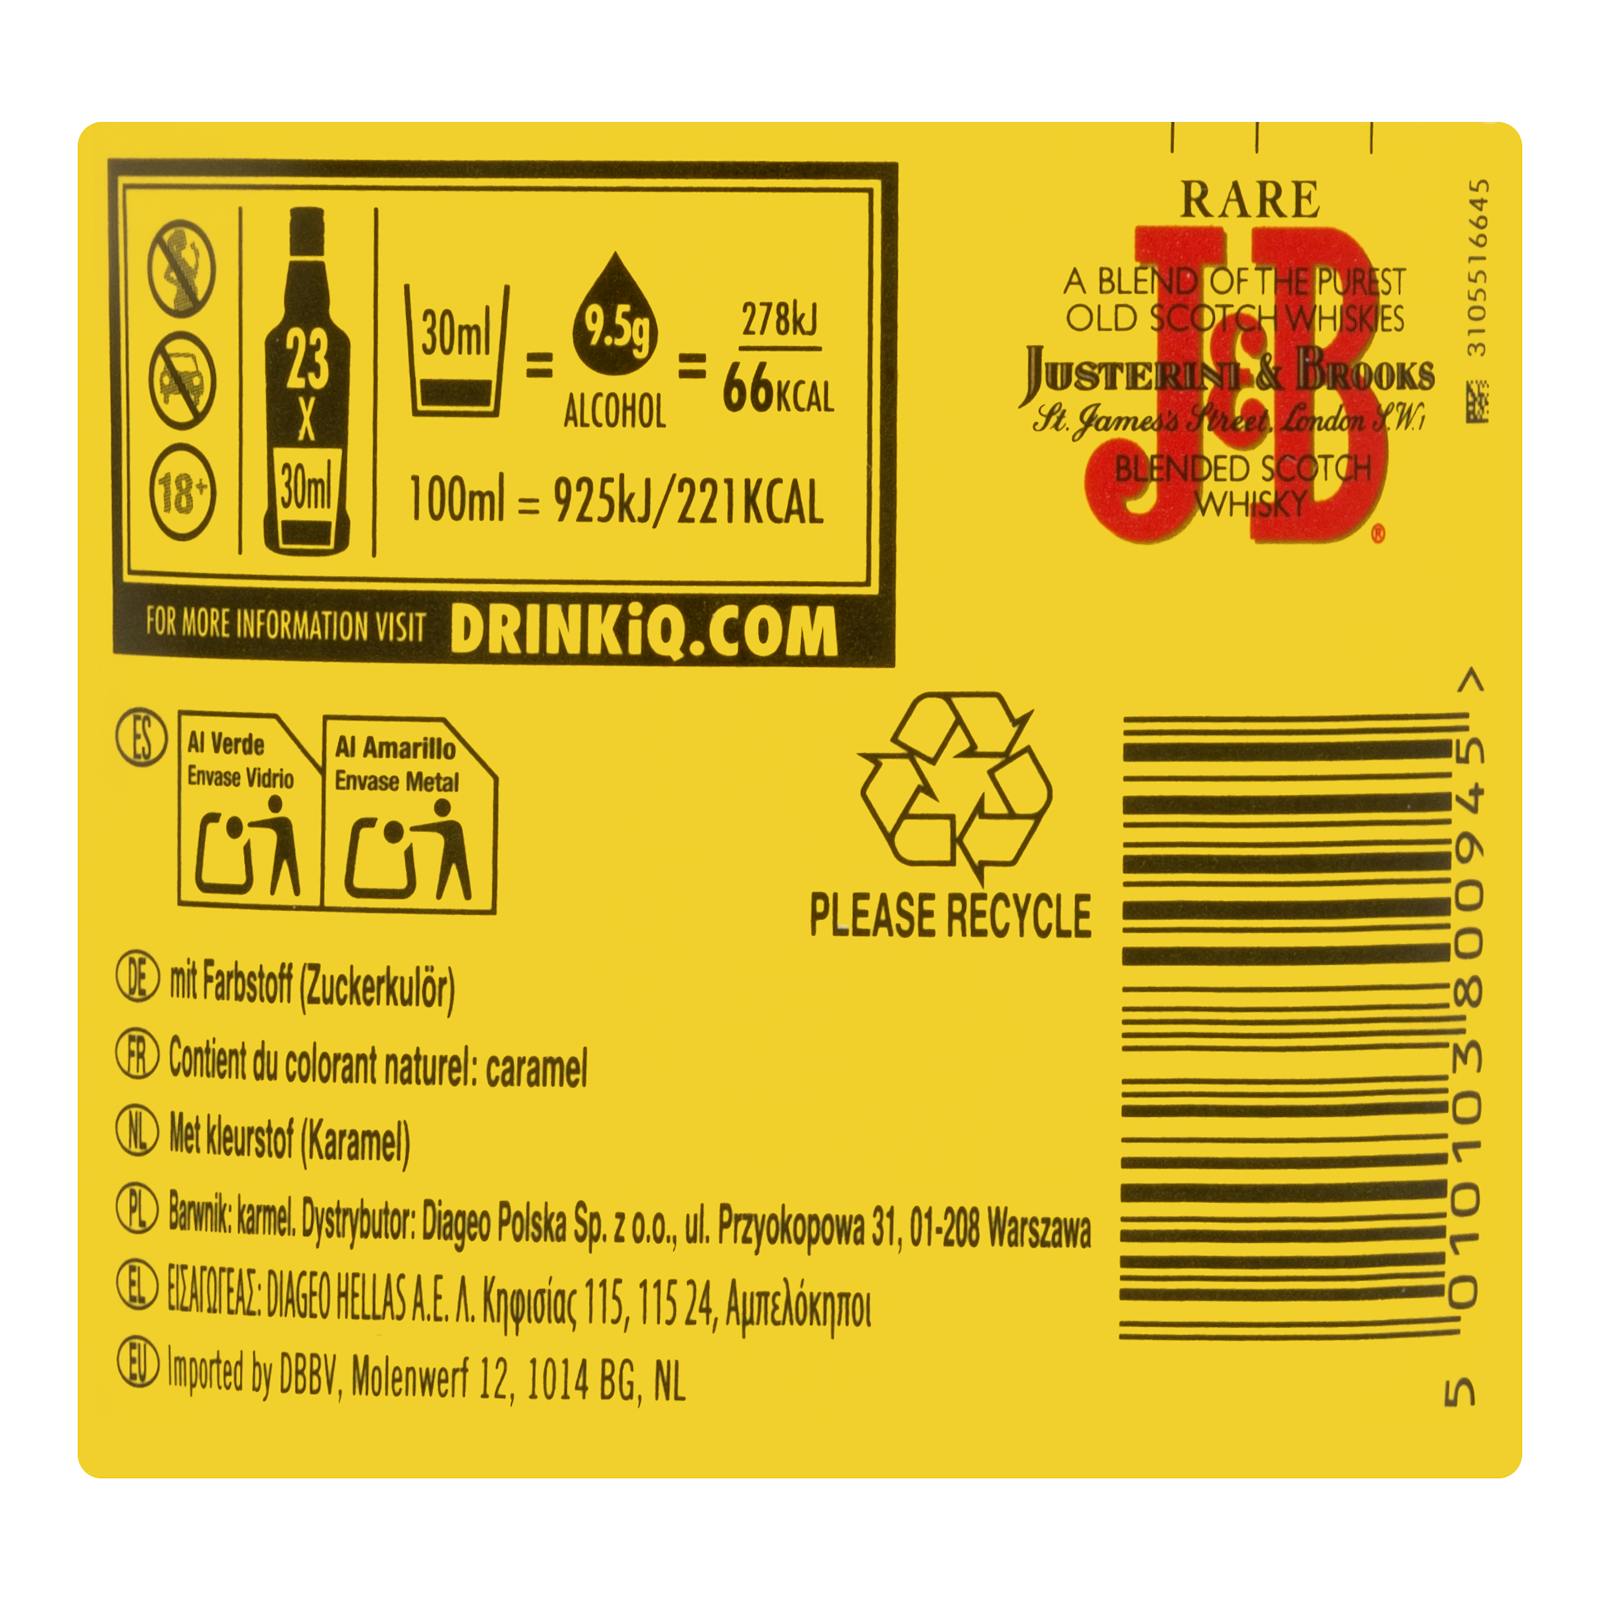 23
X
30ml
18+
30ml
=
9.5g
ALCOHOL
=
278kJ
66KCAL
100ml = 925kJ/221KCAL
FOR MORE INFORMATION VISIT DRINKiQ.COM
RARE
J&B
A BLEND OF THE PUREST
OLD SCOTCH WHISKIES
JUSTERINI & BROOKS
St. James's Street, London S.W.1
BLENDED SCOTCH
WHISKY
®
3105516645
ES
Al Verde
Envase Vidrio
Al Amarillo
Envase Metal
PLEASE RECYCLE
DE mit Farbstoff (Zuckerkulör)
FR Contient du colorant naturel: caramel
NL Met kleurstof (Karamel)
PL Barwnik: karmel. Dystrybutor: Diageo Polska Sp. z o.o., ul. Przyokopowa 31, 01-208 Warszawa
EL ΕΙΣΑΓΩΓΕΑΣ: DIAGEO HELLAS Α.Ε. Λ. Κηφισίας 115, 115 24, Αμπελόκηποι
EU Imported by DBBV, Molenwerf 12, 1014 BG, NL
5 010103 800945 >